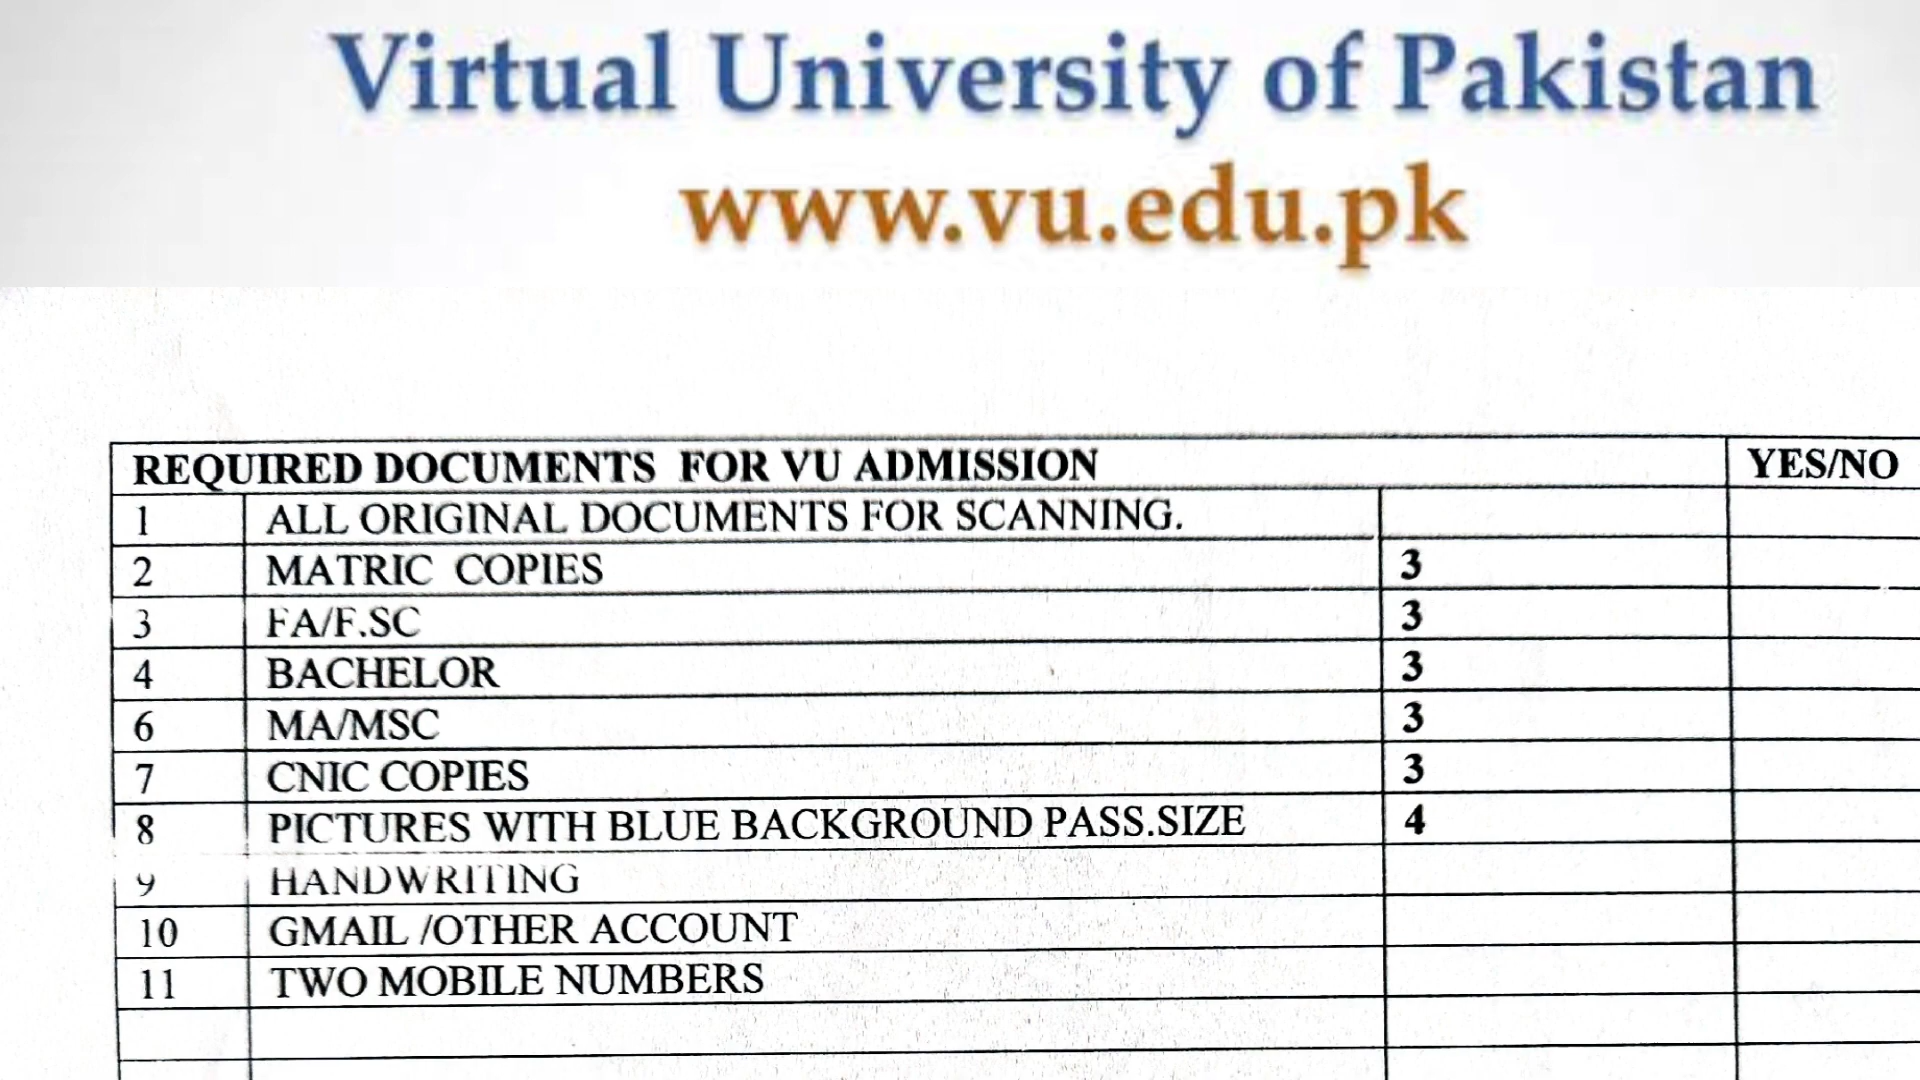 Virtual University of Pakistan
www.vu.edu.pk
REQUIRED DOCUMENTS FOR VU ADMISSION YES/NO
1 ALL ORIGINAL DOCUMENTS FOR SCANNING.
2 MATRIC COPIES 3
3 FA/F.SC 3
4 BACHELOR 3
6 MA/MSC 3
7 CNIC COPIES 3
8 PICTURES WITH BLUE BACKGROUND PASS.SIZE 4
9 HANDWRITING
10 GMAIL /OTHER ACCOUNT
11 TWO MOBILE NUMBERS